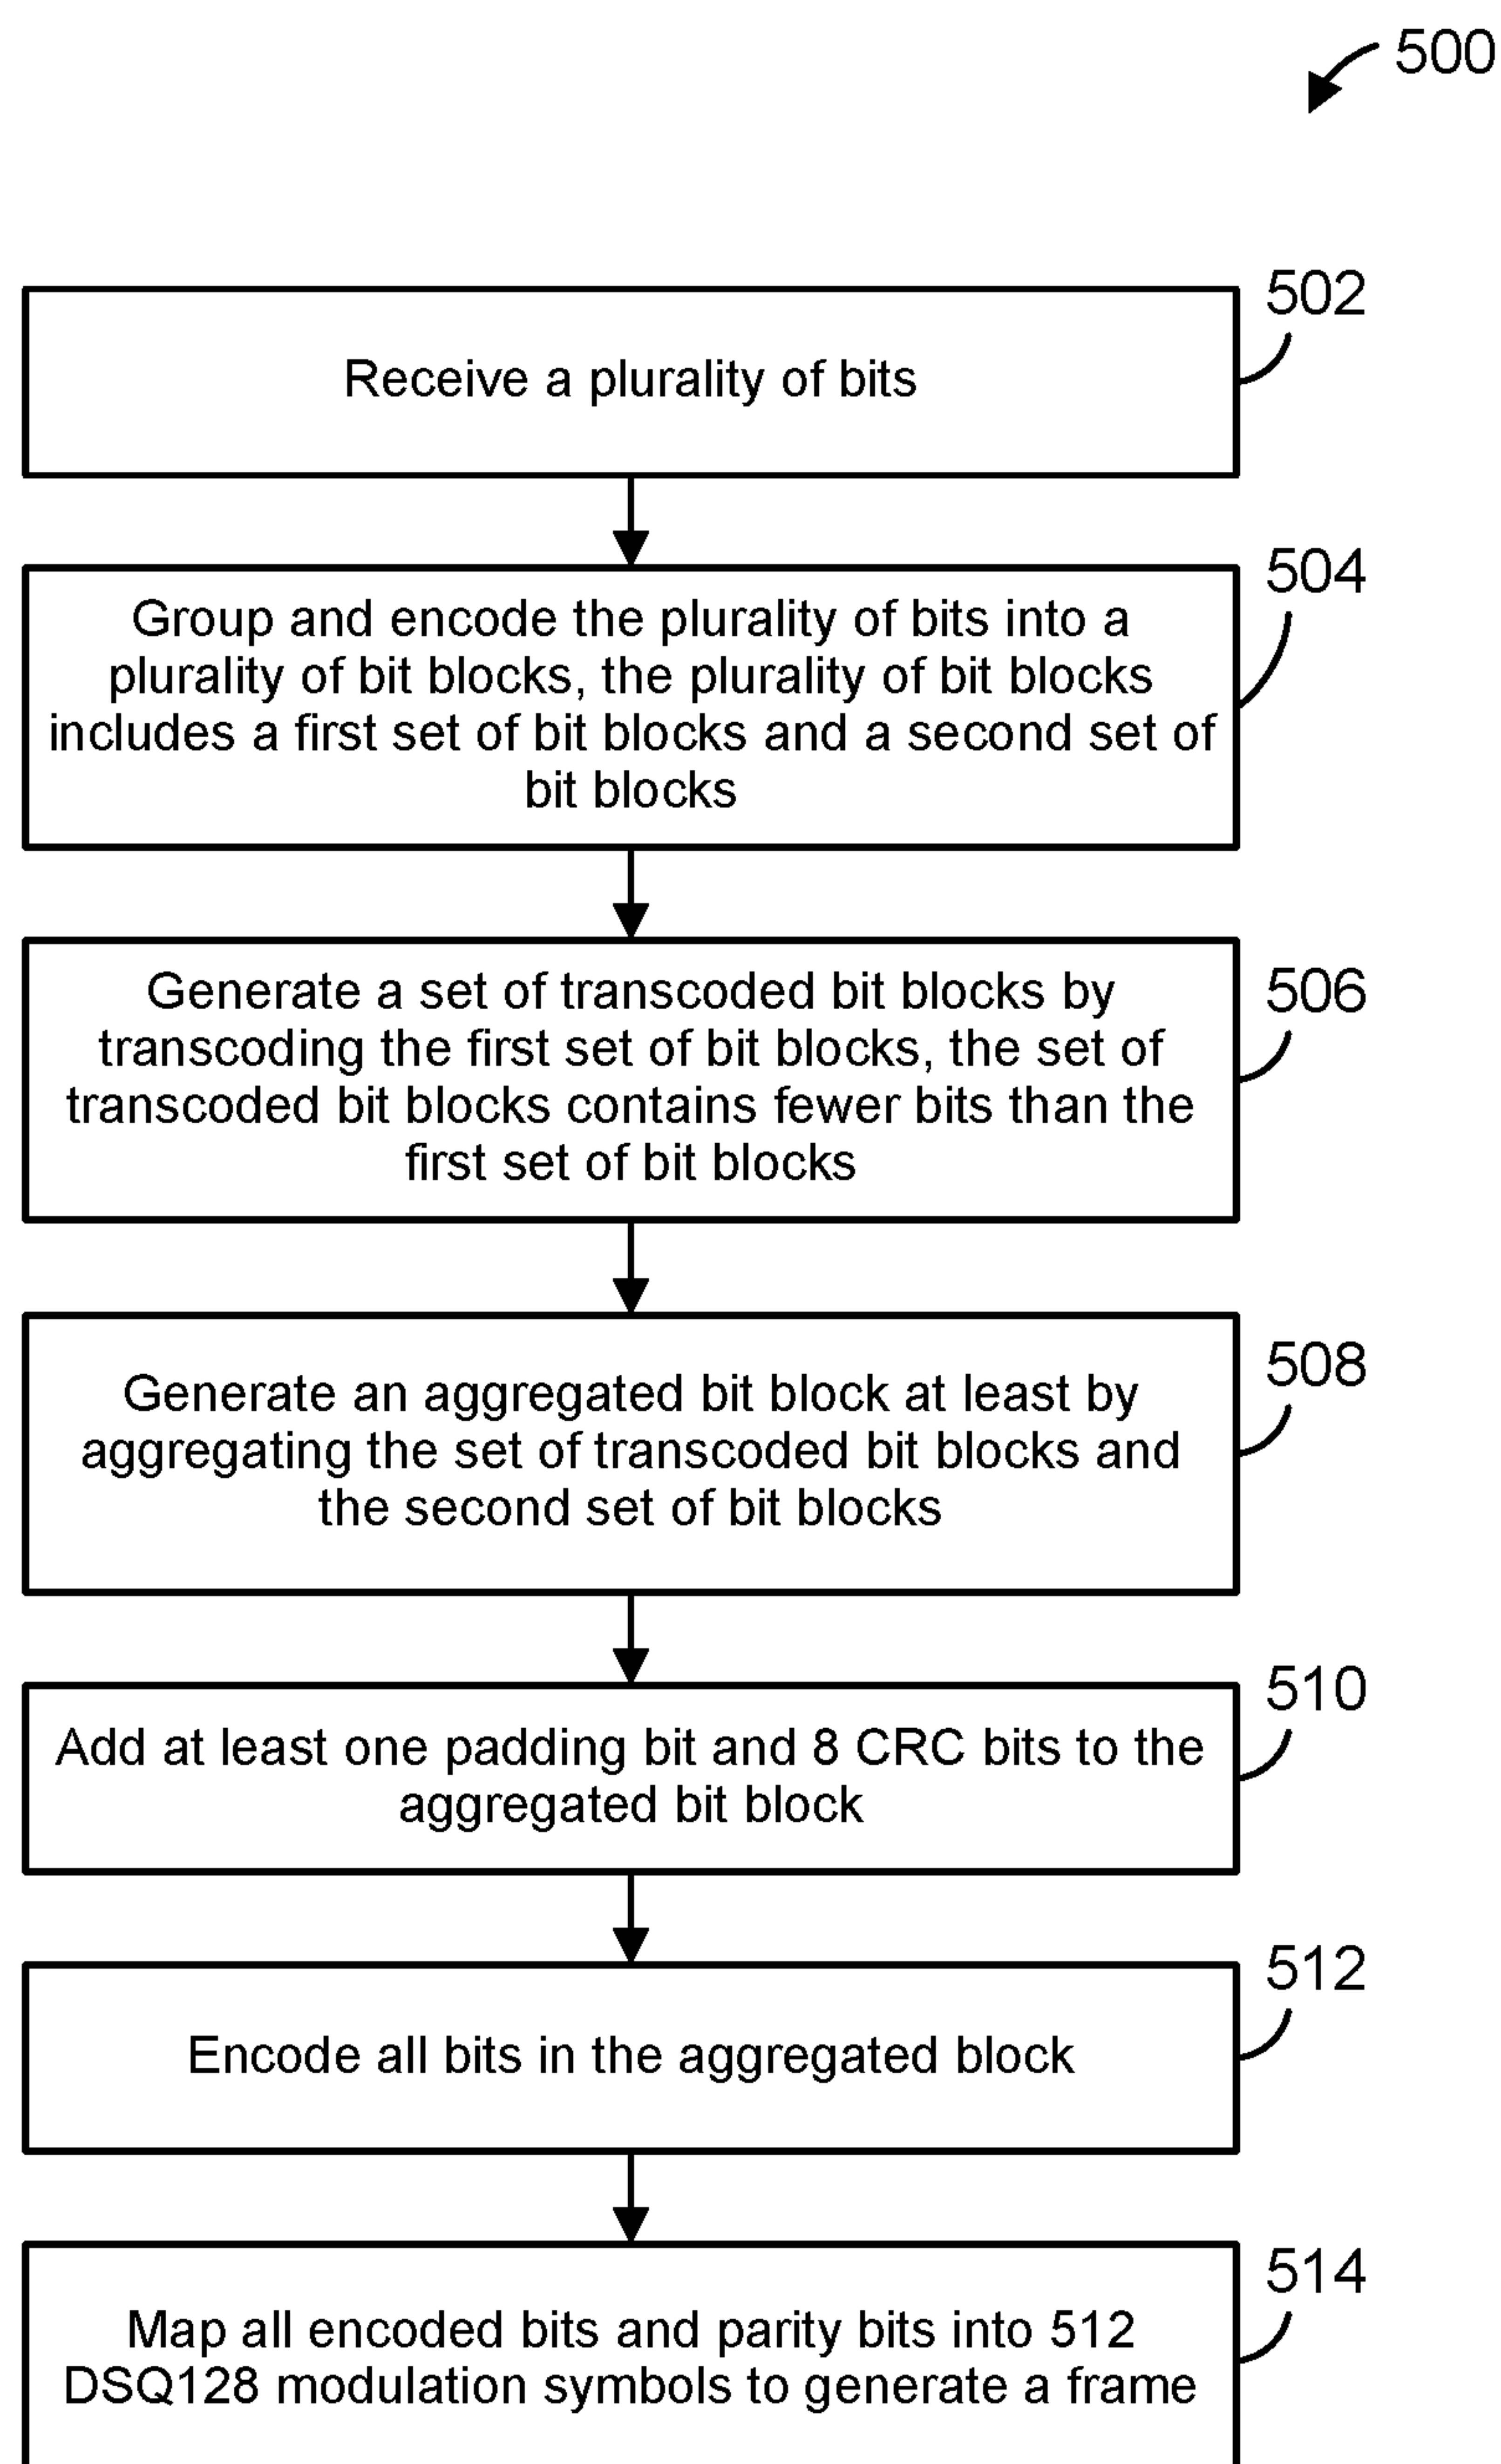 500
502
Receive a plurality of bits
504
Group and encode the plurality of bits into a
plurality of bit blocks, the plurality of bit blocks
includes a first set of bit blocks and a second set of
bit blocks
506
Generate a set of transcoded bit blocks by
transcoding the first set of bit blocks, the set of
transcoded bit blocks contains fewer bits than the
first set of bit blocks
508
Generate an aggregated bit block at least by
aggregating the set of transcoded bit blocks and
the second set of bit blocks
510
Add at least one padding bit and 8 CRC bits to the
aggregated bit block
512
Encode all bits in the aggregated block
514
Map all encoded bits and parity bits into 512
DSQ128 modulation symbols to generate a frame